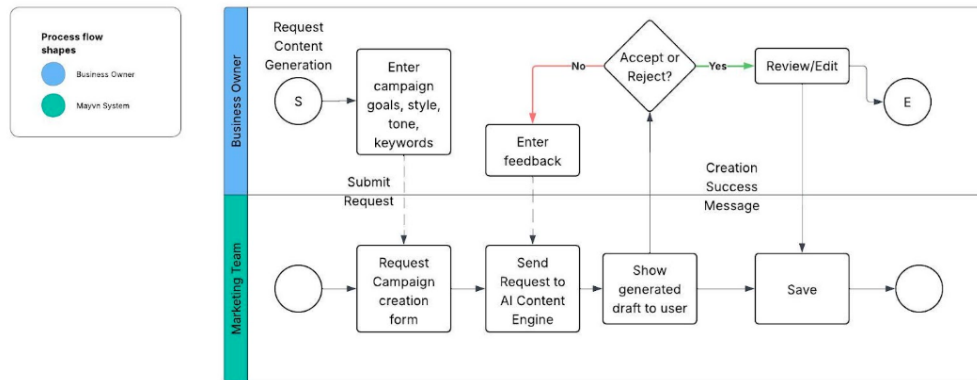 Process flow
shapes
Business Owner
Mayvn System
Business Owner
Request
Content
Generation
S
Enter
campaign
goals, style,
tone,
keywords
No
Accept or
Reject?
Yes
Review/Edit
E
Enter
feedback
Submit
Request
Creation
Success
Message
Marketing Team
Request
Campaign
creation
form
Send
Request to
AI Content
Engine
Show
generated
draft to user
Save